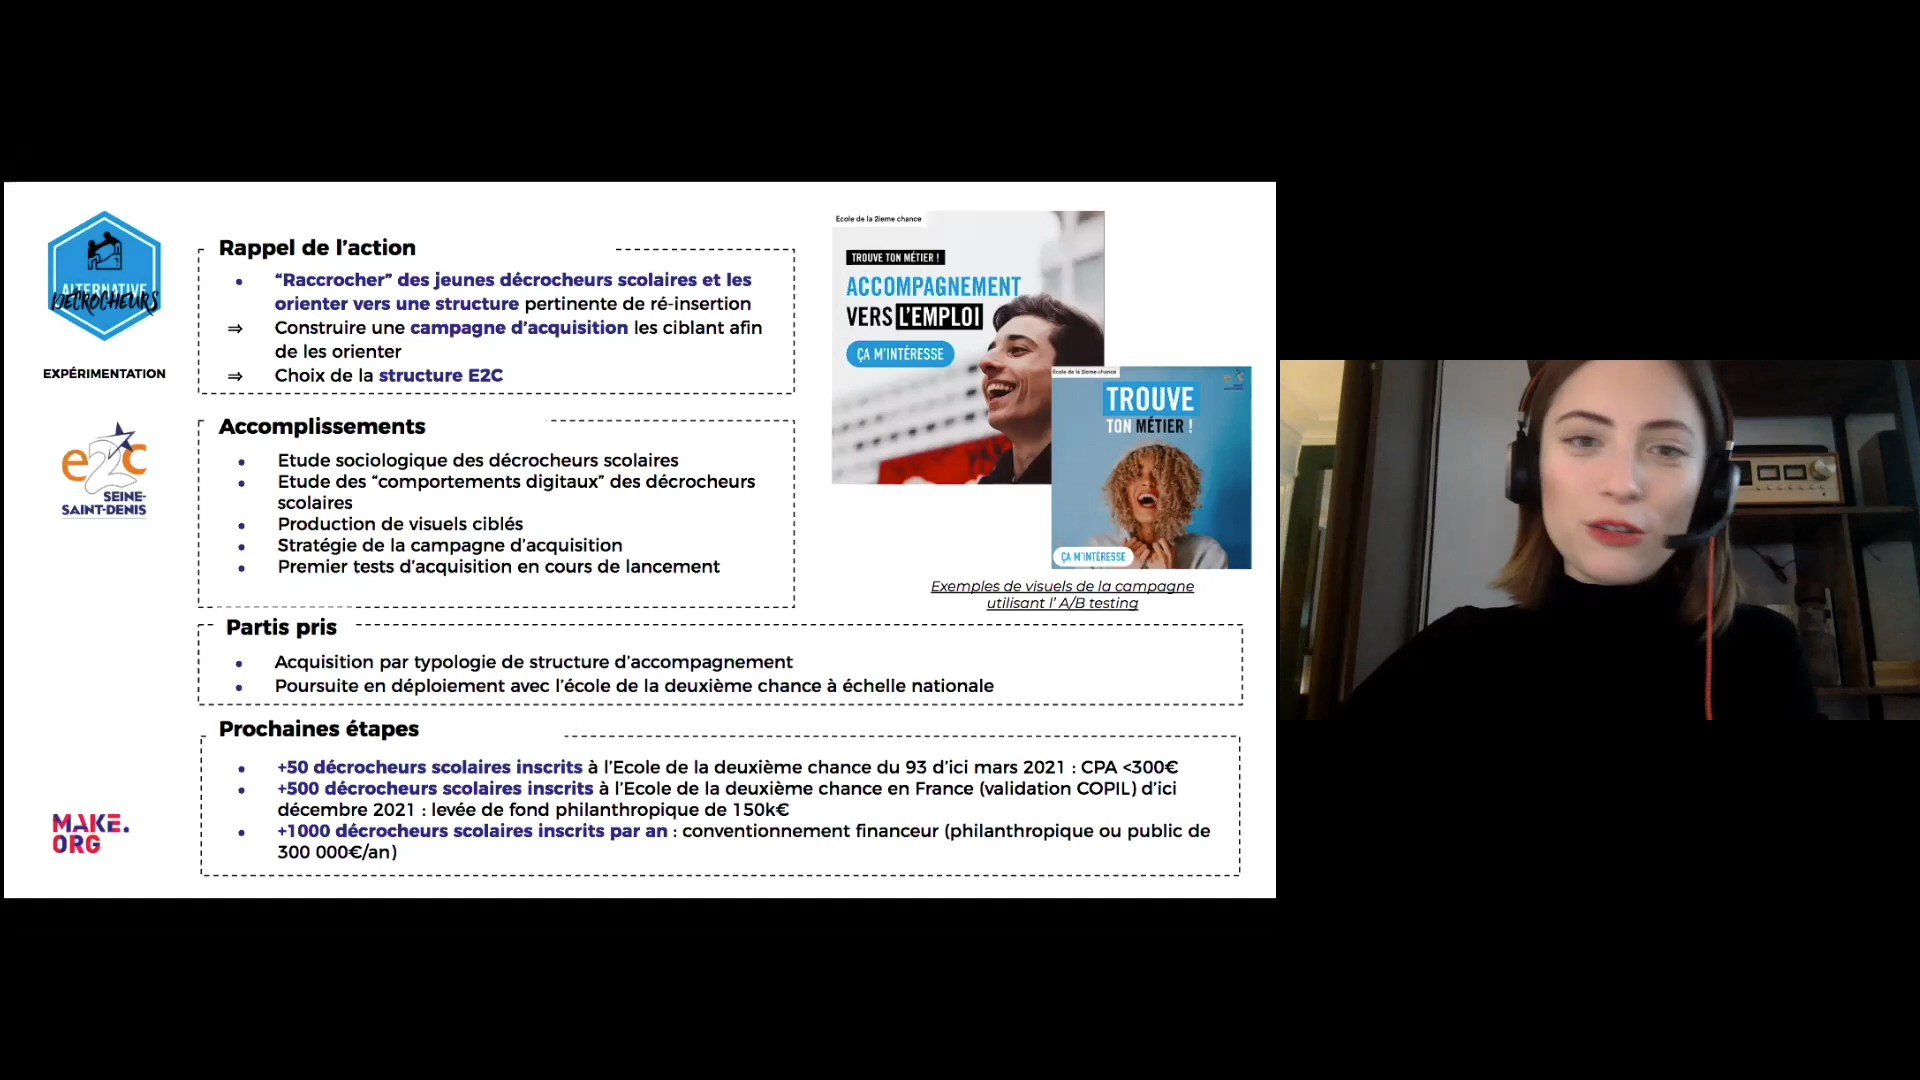 ALTERNATIVE
DÉCROCHEURS
EXPÉRIMENTATION
e2c
SEINE-
SAINT-DENIS
MAKE.
ORG
Rappel de l’action
“Raccrocher” des jeunes décrocheurs scolaires et les
orienter vers une structure pertinente de ré-insertion
⇒ Construire une campagne d’acquisition les ciblant afin
de les orienter
⇒ Choix de la structure E2C
Accomplissements
Etude sociologique des décrocheurs scolaires
Etude des “comportements digitaux” des décrocheurs
scolaires
Production de visuels ciblés
Stratégie de la campagne d’acquisition
Premier tests d’acquisition en cours de lancement
Ecole de la 2ieme chance
TROUVE TON MÉTIER !
ACCOMPAGNEMENT
VERS L’EMPLOI
ÇA M’INTÉRESSE
Ecole de la 2ieme chance
TROUVE
TON MÉTIER !
ÇA M’INTÉRESSE
Exemples de visuels de la campagne
utilisant l’ A/B testing
Partis pris
Acquisition par typologie de structure d’accompagnement
Poursuite en déploiement avec l’école de la deuxième chance à échelle nationale
Prochaines étapes
+50 décrocheurs scolaires inscrits à l’Ecole de la deuxième chance du 93 d’ici mars 2021 : CPA <300€
+500 décrocheurs scolaires inscrits à l’Ecole de la deuxième chance en France (validation COPIL) d’ici
décembre 2021 : levée de fond philanthropique de 150k€
+1000 décrocheurs scolaires inscrits par an : conventionnement financeur (philanthropique ou public de
300 000€/an)